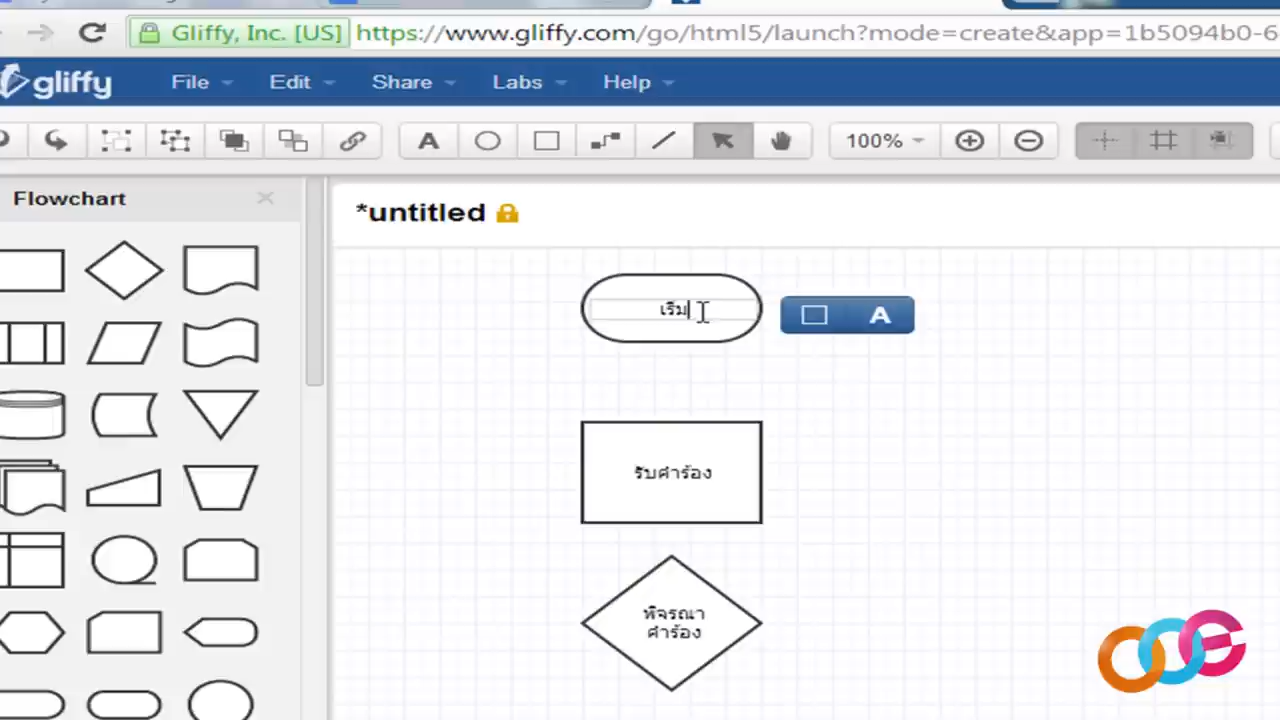 Gliffy, Inc. [US] https://www.gliffy.com/go/html5/launch?mode=create&app=1b5094b0-6
gliffy File Edit Share Labs Help
A 100%
Flowchart
*untitled
เริม
A
รับคำร้อง
พิจรณา
คำร้อง